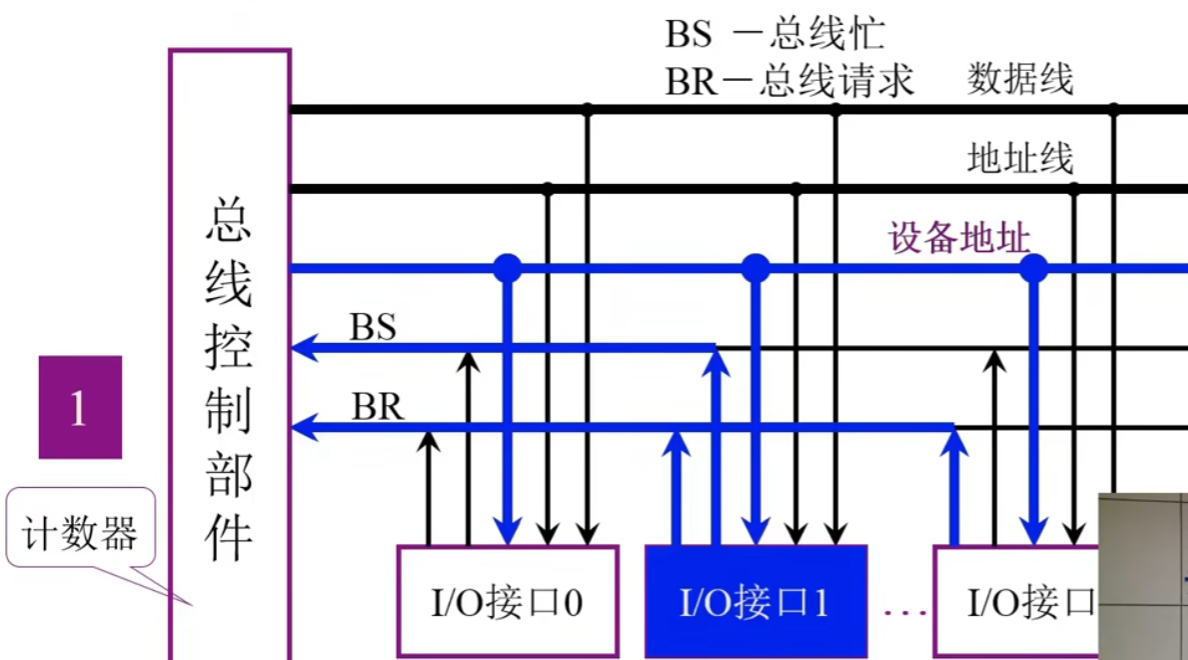 BS －总线忙
BR－总线请求
数据线
地址线
设备地址
总线控制部件
BS
BR
1
计数器
I/O接口0
I/O接口1
…
I/O接口